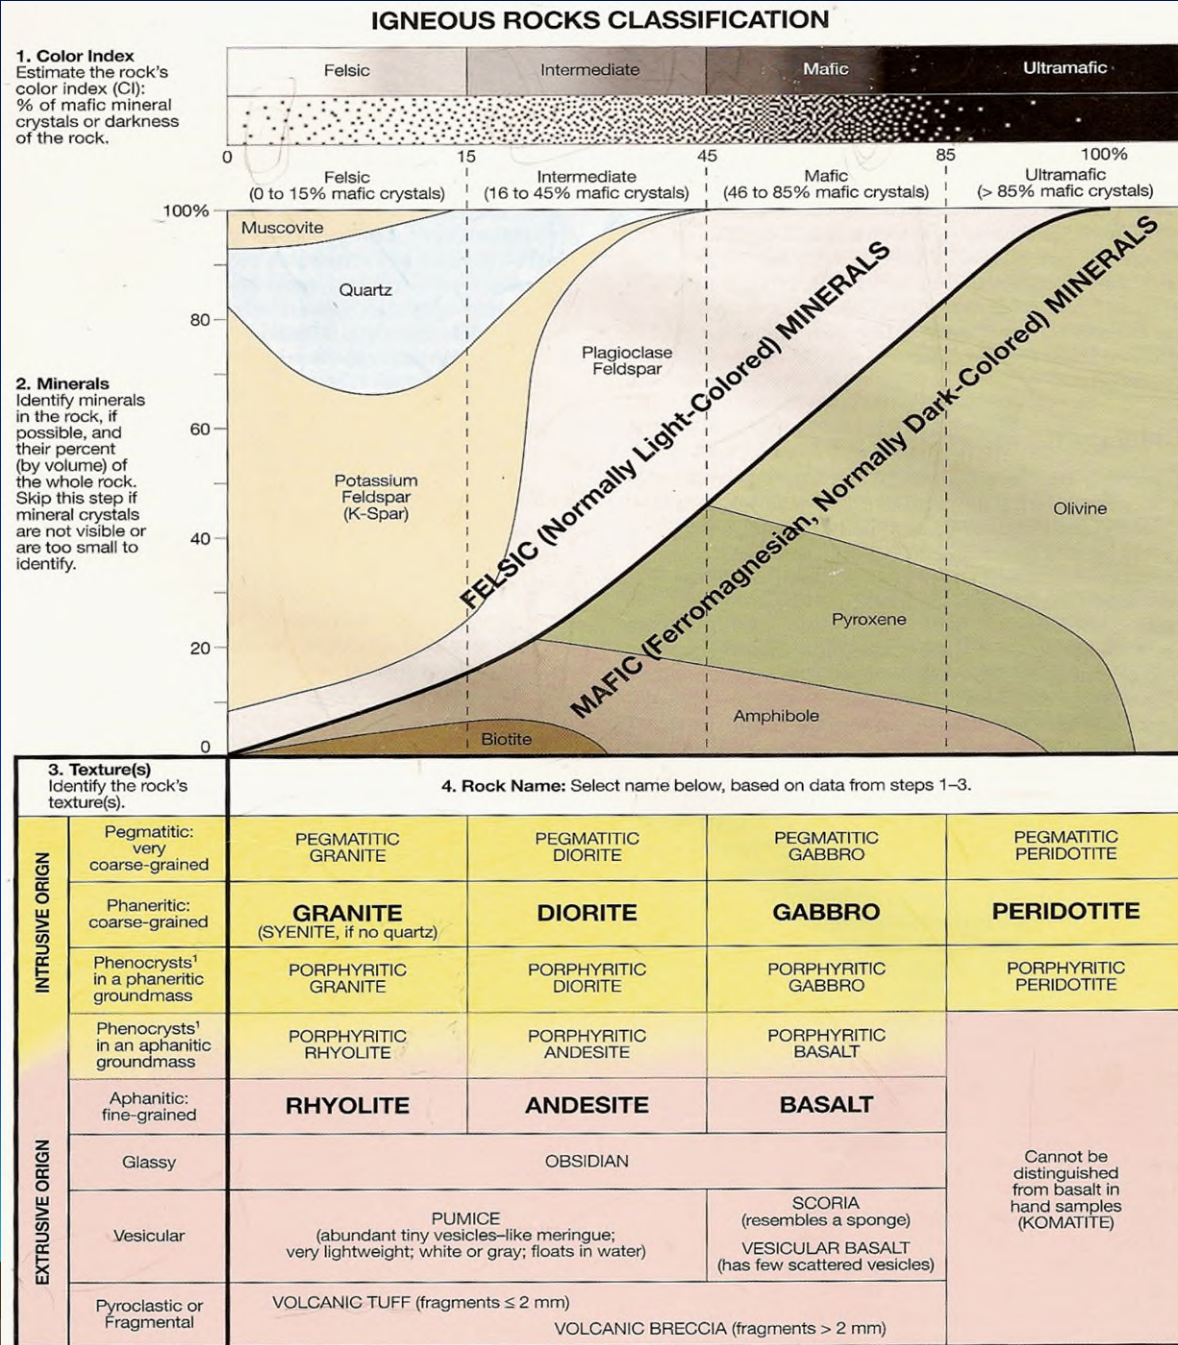 IGNEOUS ROCKS CLASSIFICATION
1. Color Index
Estimate the rock's
color index (CI):
% of mafic mineral
crystals or darkness
of the rock.
Felsic
Intermediate
Mafic
Ultramafic
0
15
45
85
100%
Felsic
(0 to 15% mafic crystals)
Intermediate
(16 to 45% mafic crystals)
Mafic
(46 to 85% mafic crystals)
Ultramafic
(> 85% mafic crystals)
2. Minerals
Identify minerals
in the rock, if
possible, and
their percent
(by volume) of
the whole rock.
Skip this step if
mineral crystals
are not visible or
are too small to
identify.
100%
80
60
40
20
0
Muscovite
Quartz
Plagioclase
Feldspar
Potassium
Feldspar
(K-Spar)
FELSIC (Normally Light-Colored) MINERALS
MAFIC (Ferromagnesian, Normally Dark-Colored) MINERALS
Olivine
Pyroxene
Amphibole
Biotite
3. Texture(s)
Identify the rock's
texture(s).
4. Rock Name: Select name below, based on data from steps 1–3.
INTRUSIVE ORIGN
Pegmatitic:
very
coarse-grained
PEGMATITIC
GRANITE
PEGMATITIC
DIORITE
PEGMATITIC
GABBRO
PEGMATITIC
PERIDOTITE
Phaneritic:
coarse-grained
GRANITE
(SYENITE, if no quartz)
DIORITE
GABBRO
PERIDOTITE
Phenocrysts¹
in a phaneritic
groundmass
PORPHYRITIC
GRANITE
PORPHYRITIC
DIORITE
PORPHYRITIC
GABBRO
PORPHYRITIC
PERIDOTITE
Phenocrysts¹
in an aphanitic
groundmass
PORPHYRITIC
RHYOLITE
PORPHYRITIC
ANDESITE
PORPHYRITIC
BASALT
EXTRUSIVE ORIGN
Aphanitic:
fine-grained
RHYOLITE
ANDESITE
BASALT
Glassy
OBSIDIAN
Vesicular
PUMICE
(abundant tiny vesicles–like meringue;
very lightweight; white or gray; floats in water)
SCORIA
(resembles a sponge)
VESICULAR BASALT
(has few scattered vesicles)
Cannot be
distinguished
from basalt in
hand samples
(KOMATITE)
Pyroclastic or
Fragmental
VOLCANIC TUFF (fragments ≤ 2 mm)
VOLCANIC BRECCIA (fragments > 2 mm)